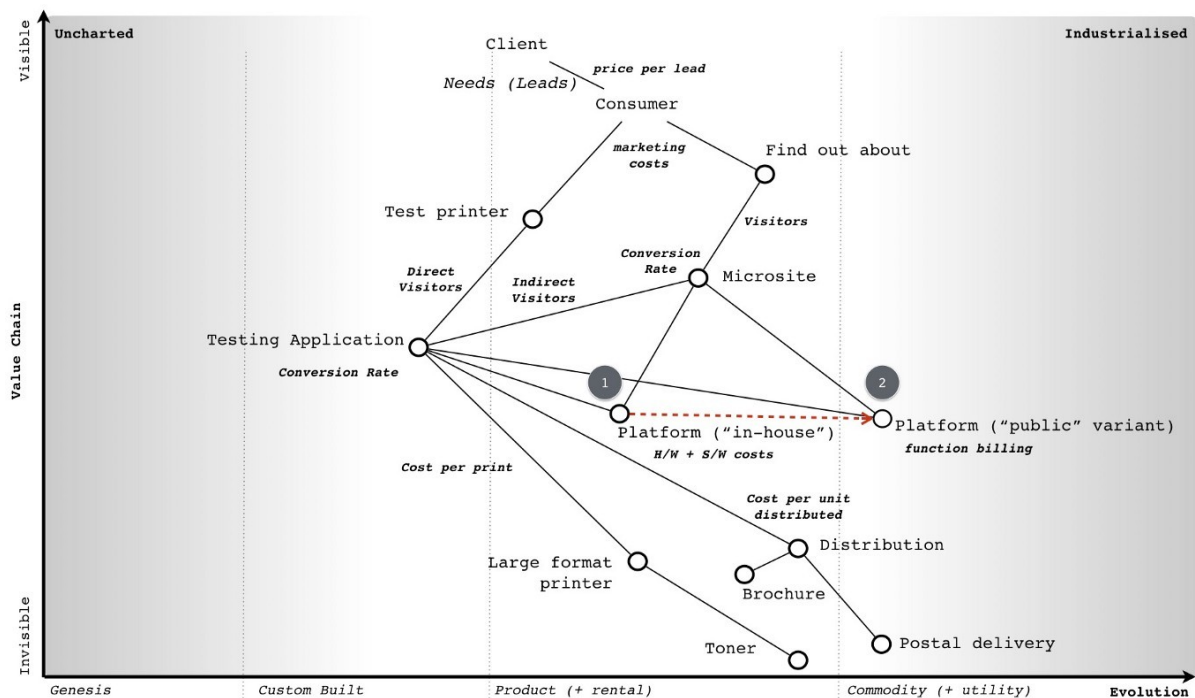 Visible
Uncharted
Industrialised
Client
price per lead
Needs (Leads)
Consumer
marketing
costs
Find out about
Test printer
Visitors
Conversion
Rate
Microsite
Direct
Visitors
Indirect
Visitors
Testing Application
Conversion Rate
Value Chain
1
2
Platform (“in-house”)
H/W + S/W costs
Platform (“public” variant)
function billing
Cost per print
Cost per unit
distributed
Distribution
Large format
printer
Brochure
Toner
Postal delivery
Invisible
Genesis
Custom Built
Product (+ rental)
Commodity (+ utility)
Evolution